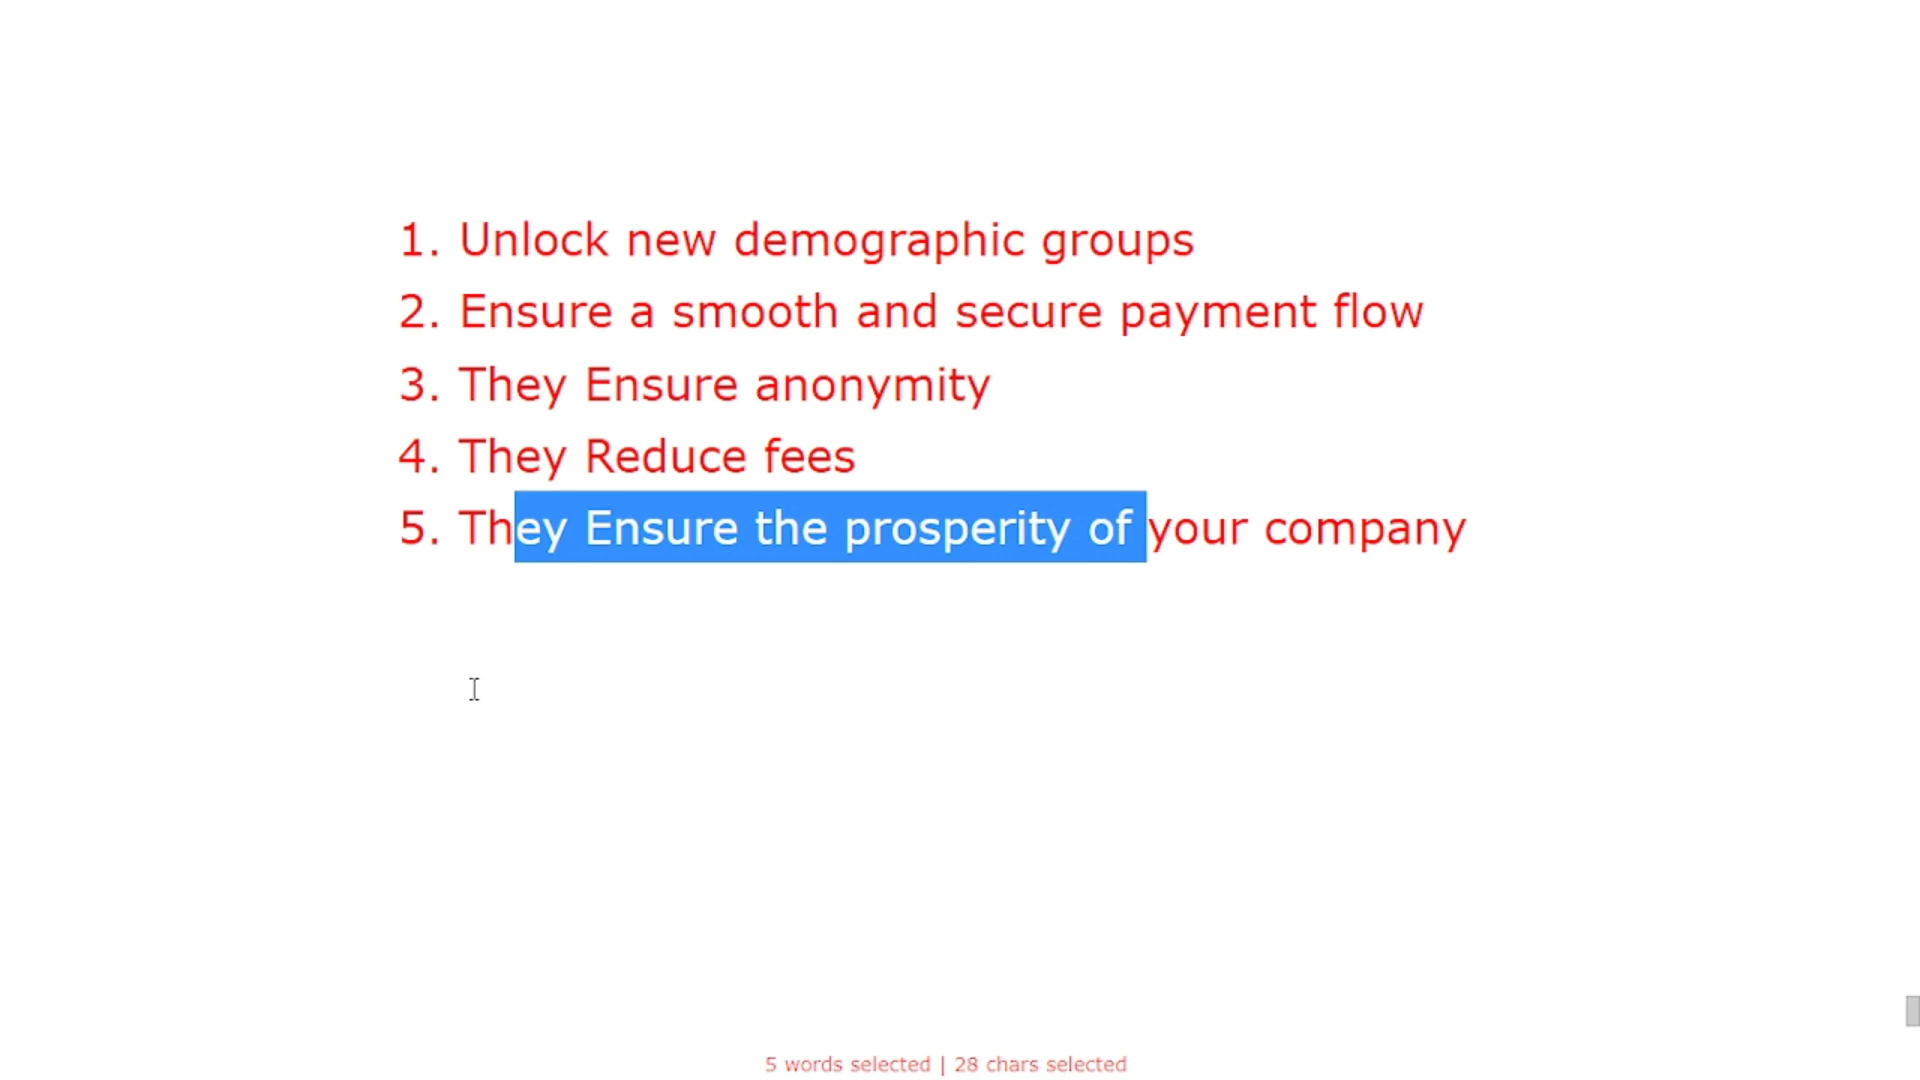 1. Unlock new demographic groups
2. Ensure a smooth and secure payment flow
3. They Ensure anonymity
4. They Reduce fees
5. They Ensure the prosperity of your company
5 words selected | 28 chars selected